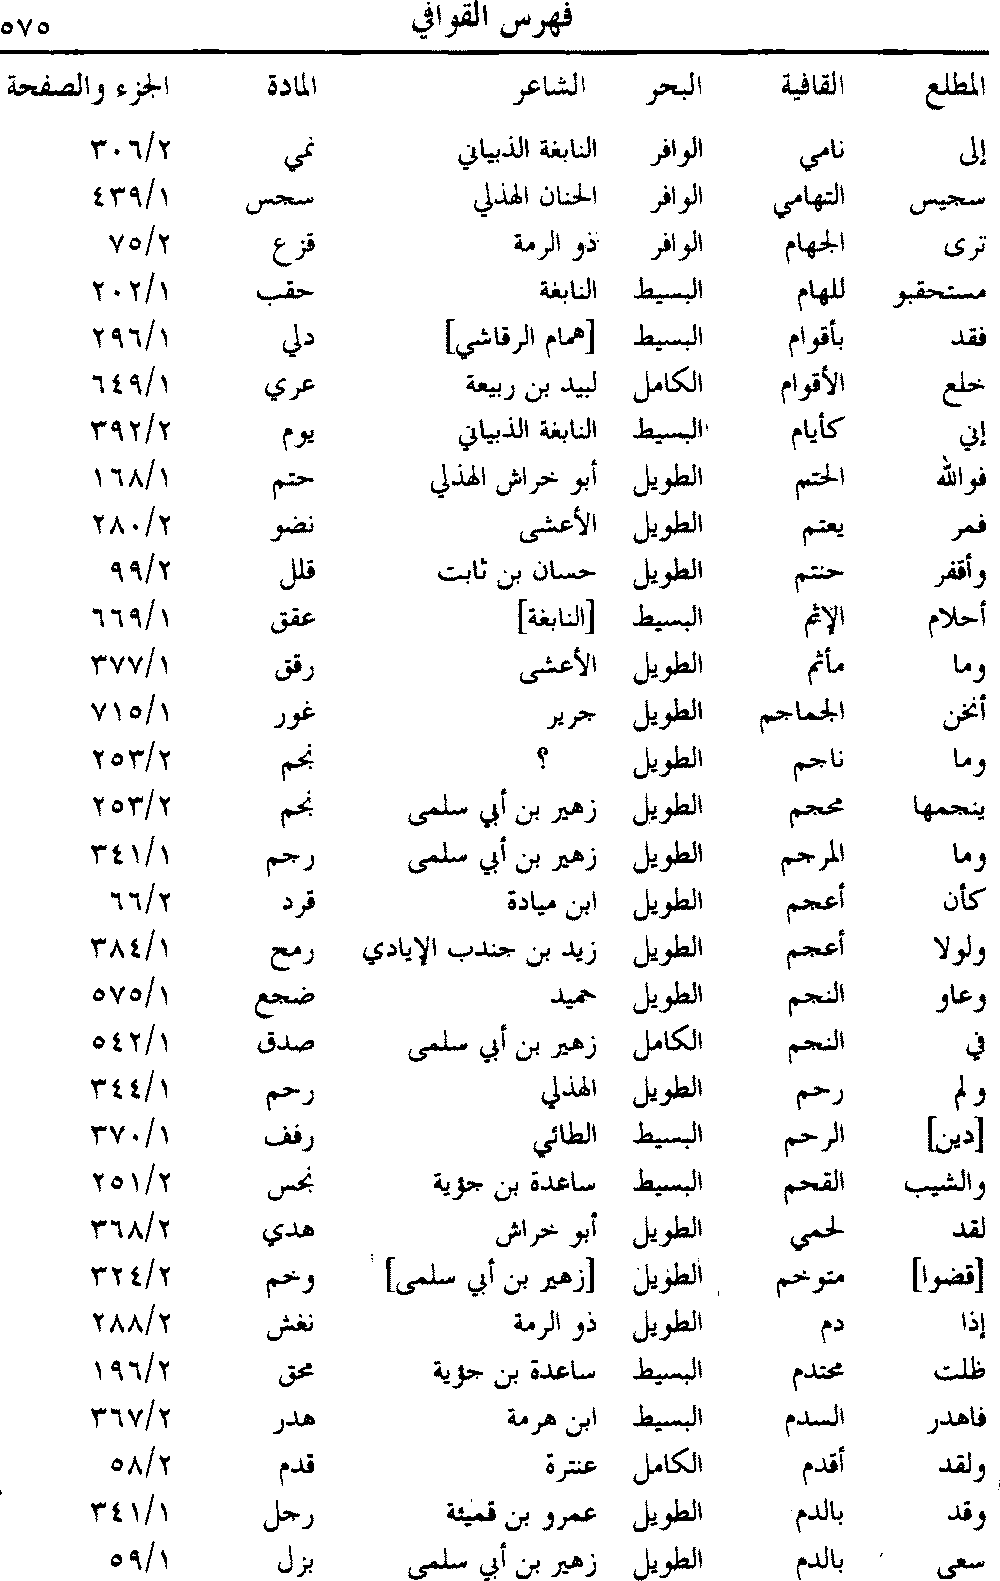 فهرس القوافي ٥٧٥
المطلع القافية البحر الشاعر المادة الجزء والصفحة
إلى نامي الوافر النابغة الذبياني نمي ٣٠٦/٢
سجيس التهامي الوافر الحنان الهذلي سجس ٤٣٩/١
ترى الجهام الوافر ذو الرمة قزع ٧٥/٢
مستحقبو للهام البسيط النابغة حقب ٢٠٢/١
فقد بأقوام البسيط [همام الرقاشي] دلي ٢٩٦/١
خلع الأقوام الكامل لبيد بن ربيعة عري ٦٤٩/١
إني كأيام البسيط النابغة الذبياني يوم ٣٩٢/٢
فوالله الحتم الطويل أبو خراش الهذلي حتم ١٦٨/١
فمر يعتم الطويل الأعشى نضو ٢٨٠/٢
وأقفر حنتم الطويل حسان بن ثابت قلل ٩٩/٢
أحلام الإثم البسيط [النابغة] عقق ٦٦٩/١
وما مأثم الطويل الأعشى رقق ٣٧٧/١
أنخن الجماجم الطويل جرير غور ٧١٥/١
وما ناجم الطويل ؟ نجم ٢٥٣/٢
ينجمها محجم الطويل زهير بن أبي سلمى نجم ٢٥٣/٢
وما المرجم الطويل زهير بن أبي سلمى رجم ٣٤١/١
كأن أعجم الطويل ابن ميادة قرد ٦٦/٢
ولولا أعجم الطويل زيد بن جندب الإيادي رمح ٣٨٤/١
وعاو النجم الطويل حميد ضجع ٥٧٥/١
في النجم الكامل زهير بن أبي سلمى صدق ٥٤٢/١
ولم رحم الطويل الهذلي رحم ٣٤٤/١
[دين] الرحم البسيط الطائي رفف ٣٧٠/١
والشيب القحم البسيط ساعدة بن جؤية نجس ٢٥١/٢
لقد لحمي الطويل أبو خراش هدي ٣٦٨/٢
[قضوا] متوخم الطويل [زهير بن أبي سلمى] وخم ٣٢٤/٢
إذا دم الطويل ذو الرمة نغش ٢٨٨/٢
ظلت محتدم البسيط ساعدة بن جؤية محق ١٩٦/٢
فاهدر السدم البسيط ابن هرمة هدر ٣٦٧/٢
ولقد أقدم الكامل عنترة قدم ٥٨/٢
وقد بالدم الطويل عمرو بن قميئة رحل ٣٤١/١
سعى بالدم الطويل زهير بن أبي سلمى بزل ٥٩/١